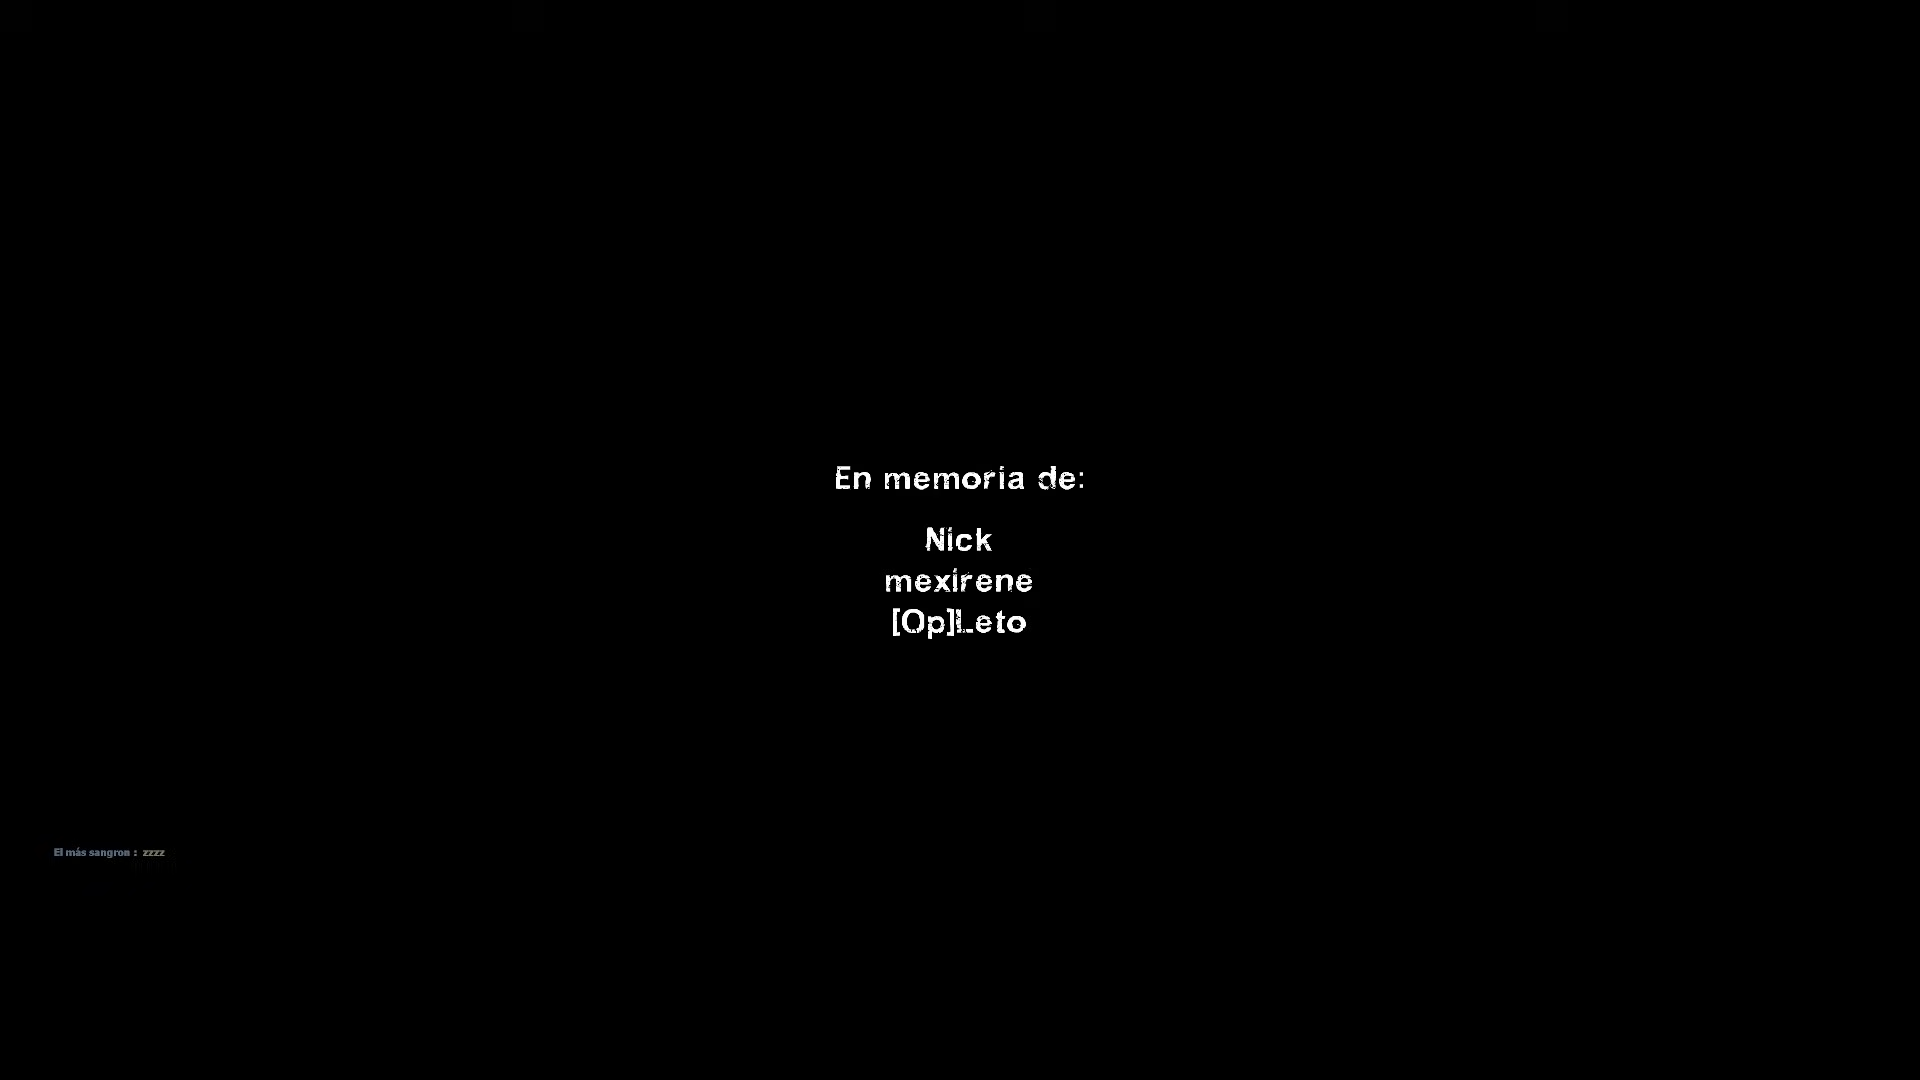 En memoria de:
Nick
mexirene
[Op]Leto
El más sangron : zzzz